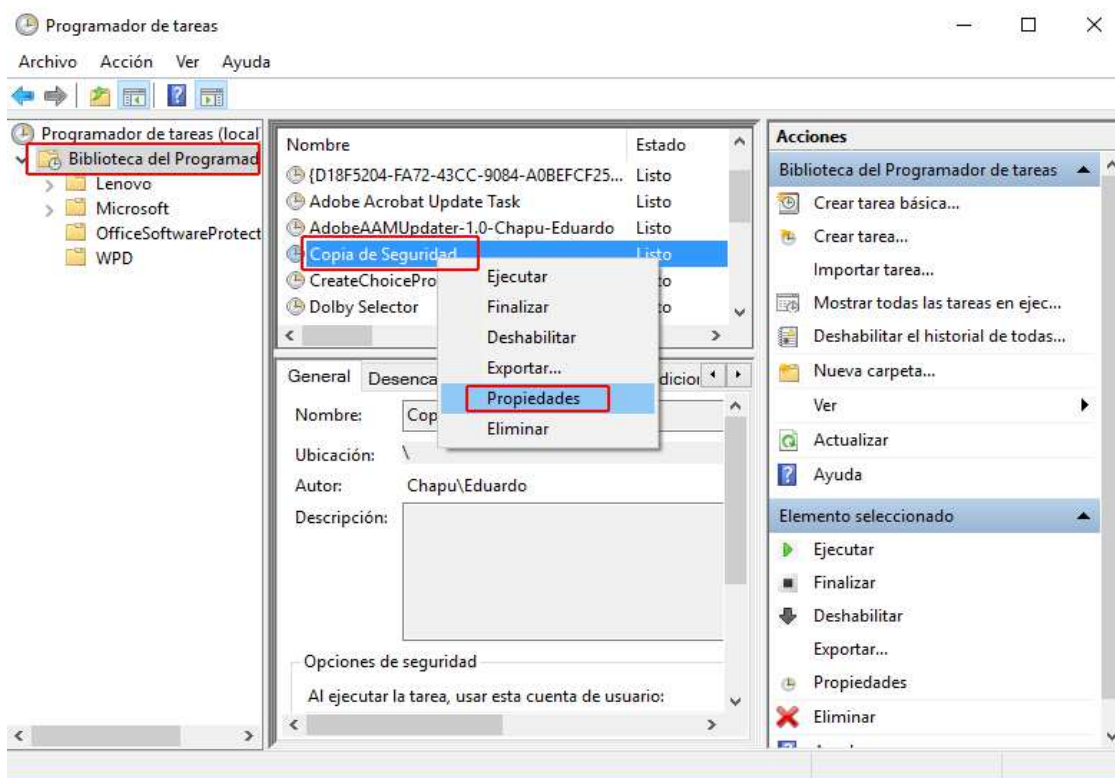 Programador de tareas
Archivo Acción Ver Ayuda
Programador de tareas (local
Biblioteca del Programad
Lenovo
Microsoft
OfficeSoftwareProtect
WPD
Nombre Estado
{D18F5204-FA72-43CC-9084-A0BEFCF25... Listo
Adobe Acrobat Update Task Listo
AdobeAAMUpdater-1.0-Chapu-Eduardo Listo
Copia de Seguridad Listo
CreateChoicePro to
Dolby Selector to
Ejecutar
Finalizar
Deshabilitar
Exportar...
Propiedades
Eliminar
General Desenca dicion
Nombre: Cop
Ubicación: \
Autor: Chapu\Eduardo
Descripción:
Opciones de seguridad
Al ejecutar la tarea, usar esta cuenta de usuario:
Acciones
Biblioteca del Programador de tareas
Crear tarea básica...
Crear tarea...
Importar tarea...
Mostrar todas las tareas en ejec...
Deshabilitar el historial de todas...
Nueva carpeta...
Ver
Actualizar
Ayuda
Elemento seleccionado
Ejecutar
Finalizar
Deshabilitar
Exportar...
Propiedades
Eliminar